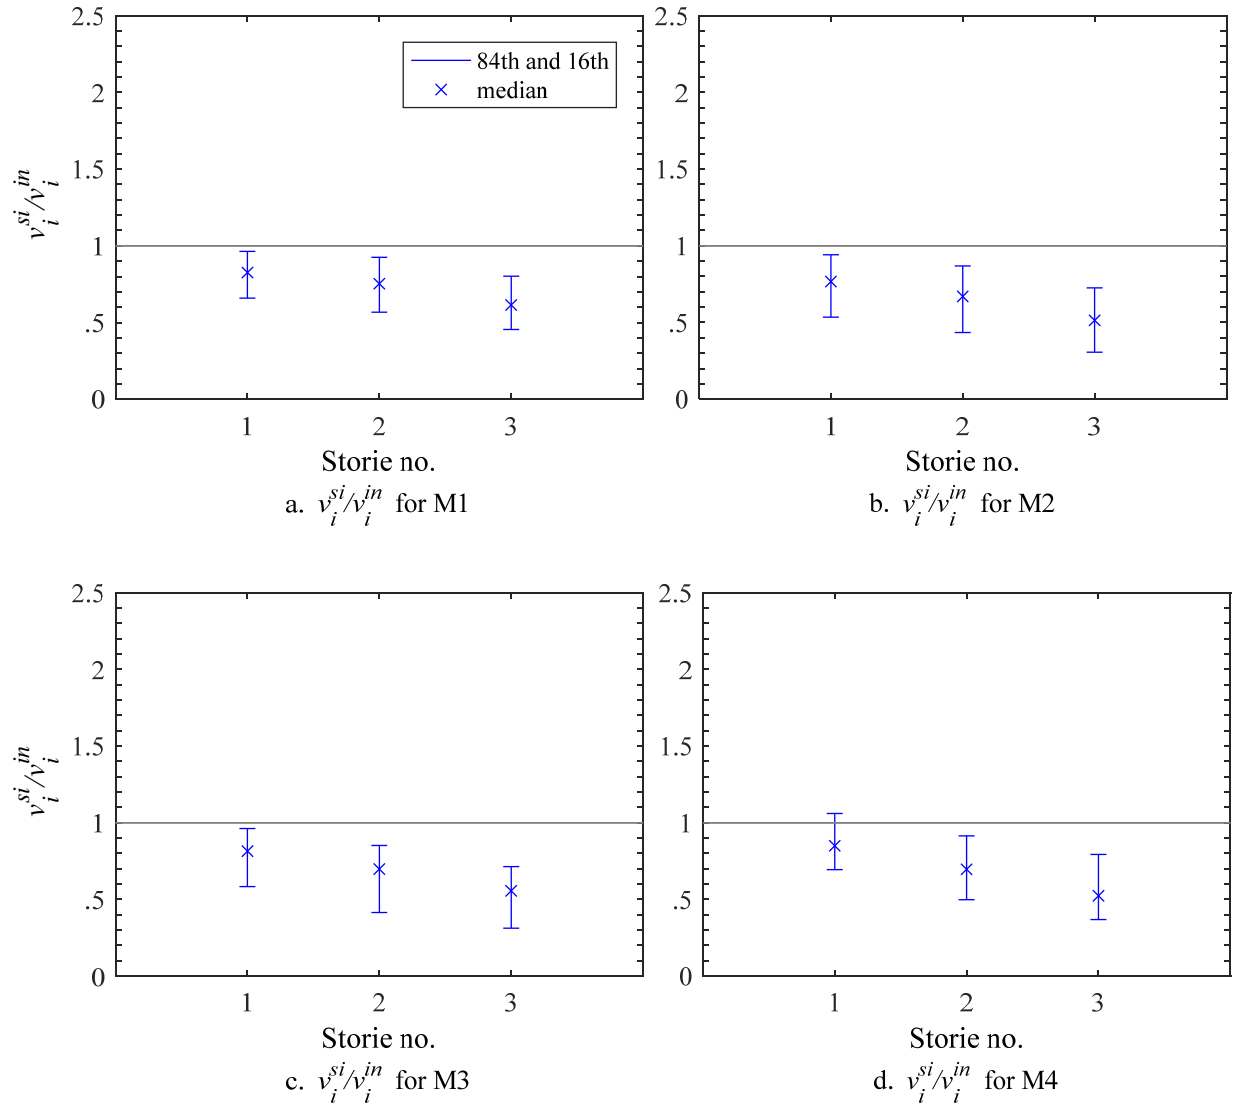 2.5
2
1.5
1
.5
0
84th and 16th
median
v_i^{si}/v_i^{in}
1 2 3
Storie no.
a. v_i^{si}/v_i^{in} for M1
2.5
2
1.5
1
.5
0
1 2 3
Storie no.
b. v_i^{si}/v_i^{in} for M2
2.5
2
1.5
1
.5
0
v_i^{si}/v_i^{in}
1 2 3
Storie no.
c. v_i^{si}/v_i^{in} for M3
2.5
2
1.5
1
.5
0
1 2 3
Storie no.
d. v_i^{si}/v_i^{in} for M4